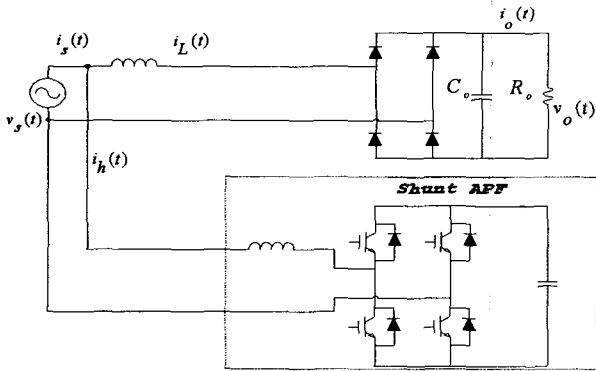 i_o(t)
i_s(t)
i_L(t)
C_o
R_o
v_o(t)
v_s(t)
i_h(t)
Shunt APF